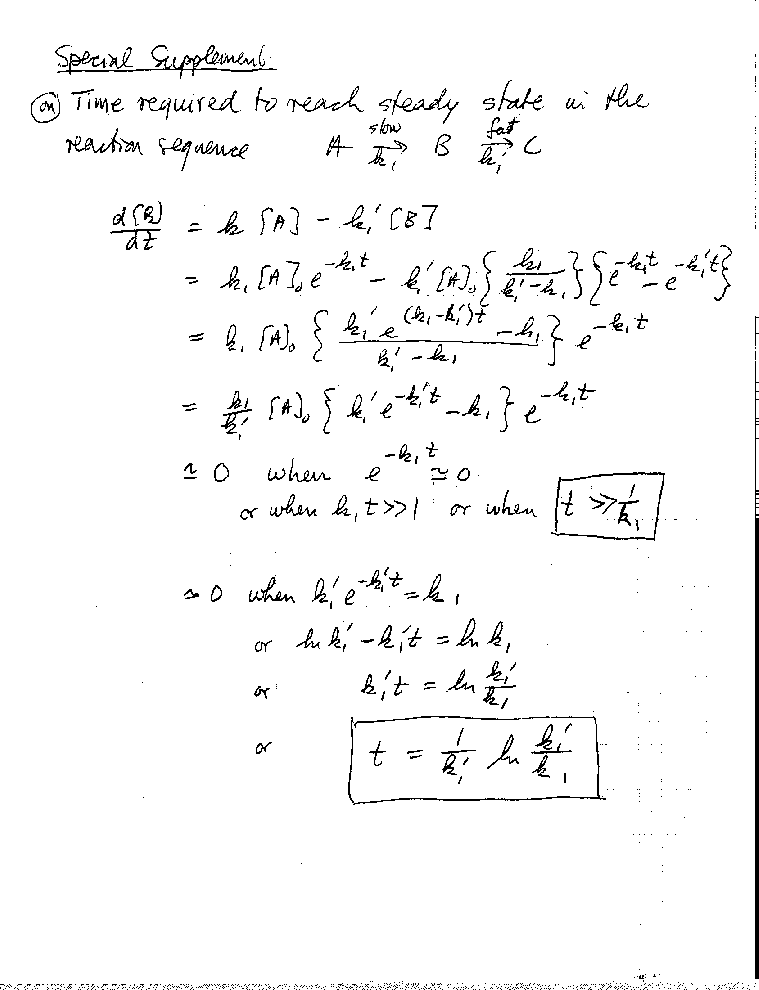 Special Supplement
on Time required to reach steady state in the
reaction sequence A —slow/k₁→ B —fast/k₁'→ C
d[B]/dt = k [A] - k₁' [B]
= k₁ [A]₀ e^(-k₁t) - k₁' [A]₀ { k₁ / (k₁' - k₁) } { e^(-k₁t) - e^(-k₁'t) }
= k₁ [A]₀ { (k₁' e^((k₁-k₁')t) - k₁) / (k₁' - k₁) } e^(-k₁t)
= k₁/k₁' [A]₀ { k₁' e^(-k₁'t) - k₁ } e^(-k₁t)
≃ 0 when e^(-k₁t) ≃ 0
or when k₁t >> 1 or when t >> 1/k₁
≃ 0 when k₁' e^(-k₁'t) = k₁
or ln k₁' - k₁'t = ln k₁
or k₁'t = ln k₁'/k₁
or t = 1/k₁' ln k₁'/k₁